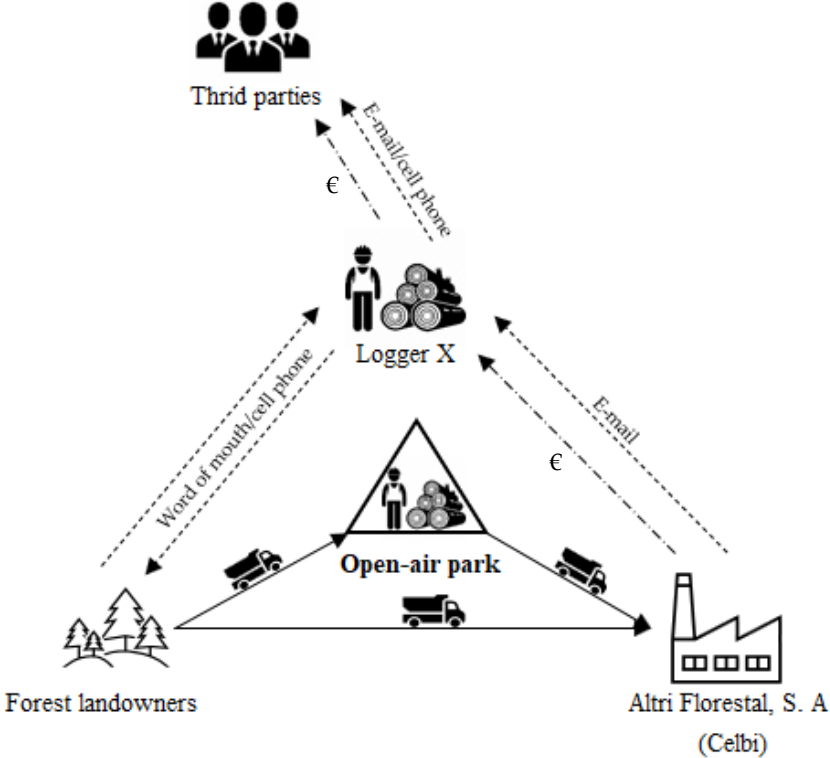 Thrid parties
E-mail/cell phone
€
Logger X
Word of mouth/cell phone
E-mail
€
Open-air park
Forest landowners
Altri Florestal, S. A
(Celbi)